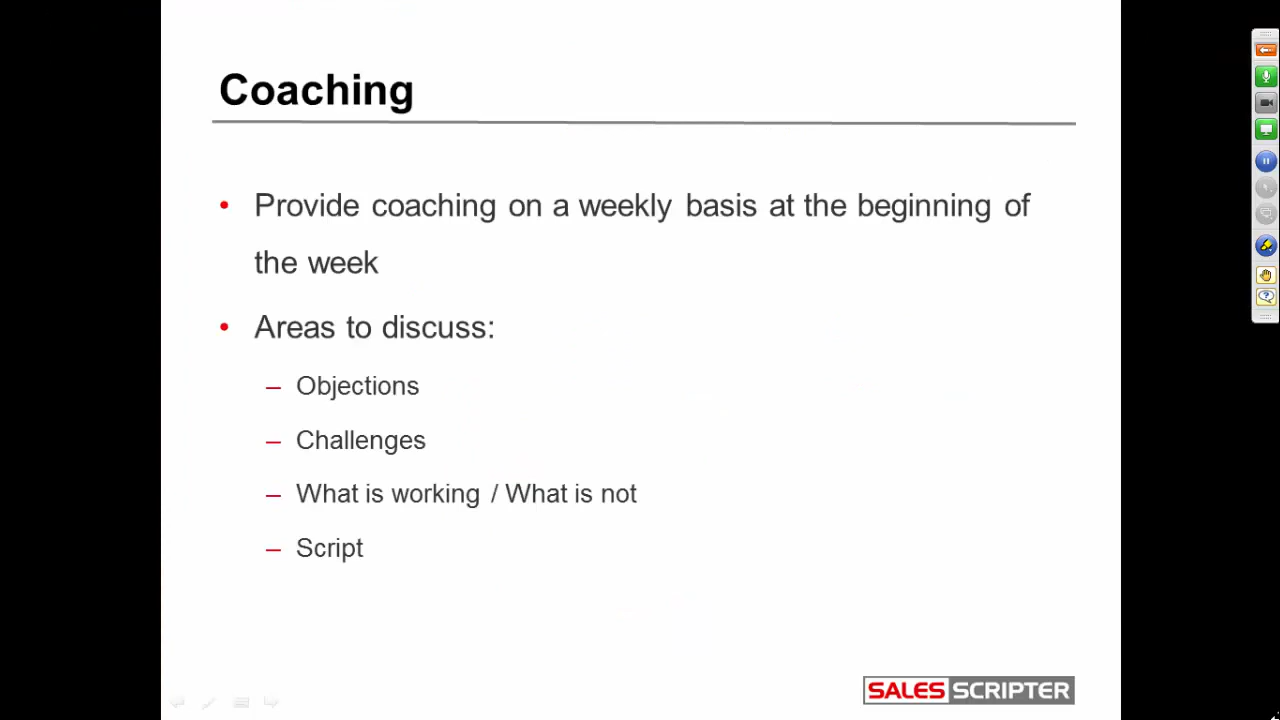 Coaching
• Provide coaching on a weekly basis at the beginning of
the week
• Areas to discuss:
– Objections
– Challenges
– What is working / What is not
– Script
SALES SCRIPTER